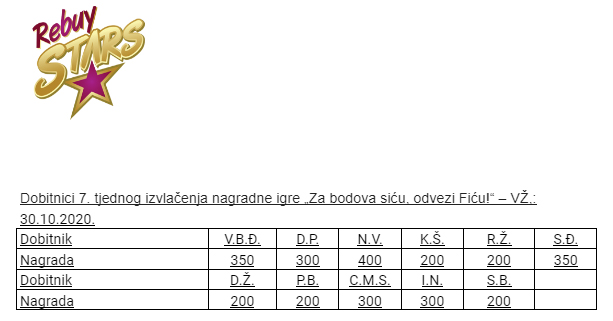 Rebuy
STARS
Dobitnici 7. tjednog izvlačenja nagradne igre „Za bodova siću, odvezi Fiću!“ – VŽ.:
30.10.2020.
Dobitnik V.B.Đ. D.P. N.V. K.Š. R.Ž. S.Đ.
Nagrada 350 300 400 200 200 350
Dobitnik D.Ž. P.B. C.M.S. I.N. S.B.
Nagrada 200 200 300 300 200